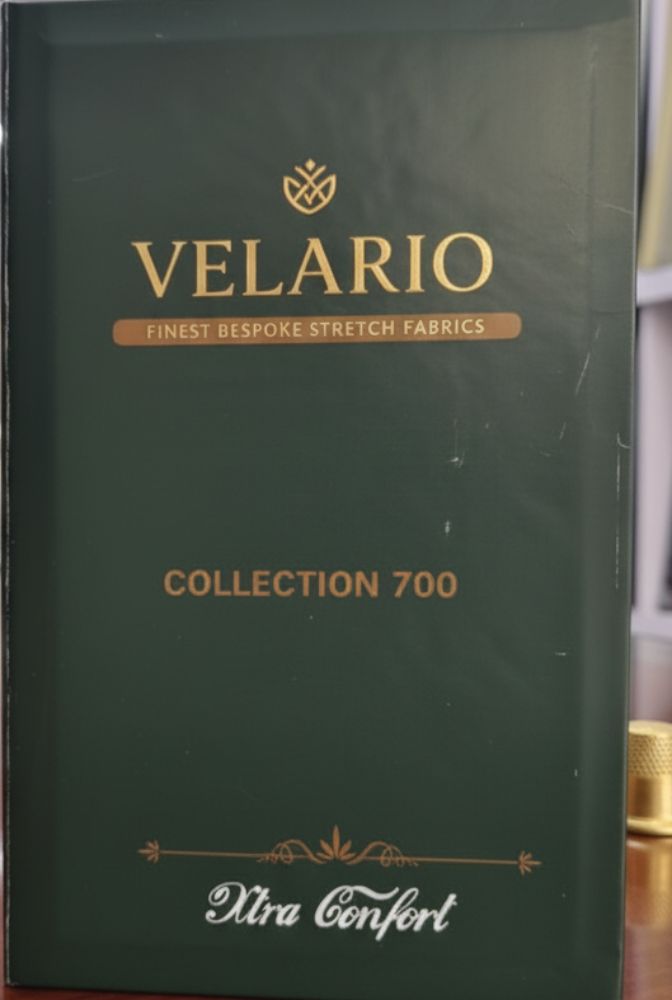 VELARIO
FINEST BESPOKE STRETCH FABRICS
COLLECTION 700
Xtra Confort